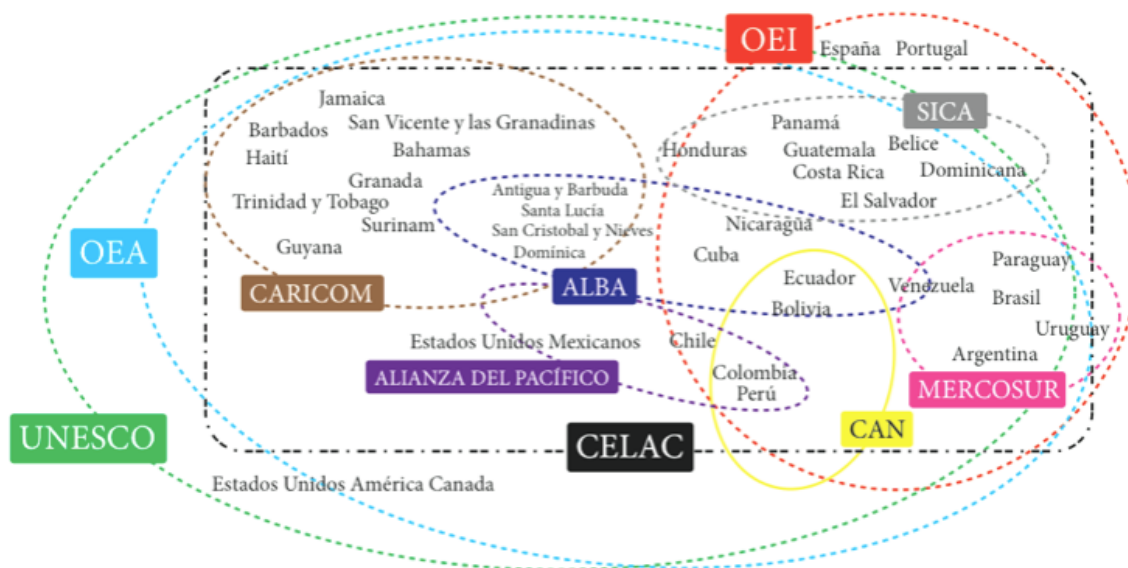 OEI
España Portugal
Jamaica
SICA
Barbados
San Vicente y las Granadinas
Panamá
Haití
Bahamas
Honduras
Guatemala
Belice
Costa Rica
Dominicana
Granada
Antigua y Barbuda
Trinidad y Tobago
Santa Lucía
El Salvador
Surinam
San Cristobal y Nieves
Nicaragüa
Guyana
Domínica
Cuba
OEA
Paraguay
CARICOM
ALBA
Ecuador
Venezuela
Bolivia
Brasil
Estados Unidos Mexicanos
Chile
Uruguay
Argentina
ALIANZA DEL PACÍFICO
Colombia
Perú
MERCOSUR
UNESCO
CELAC
CAN
Estados Unidos América Canada